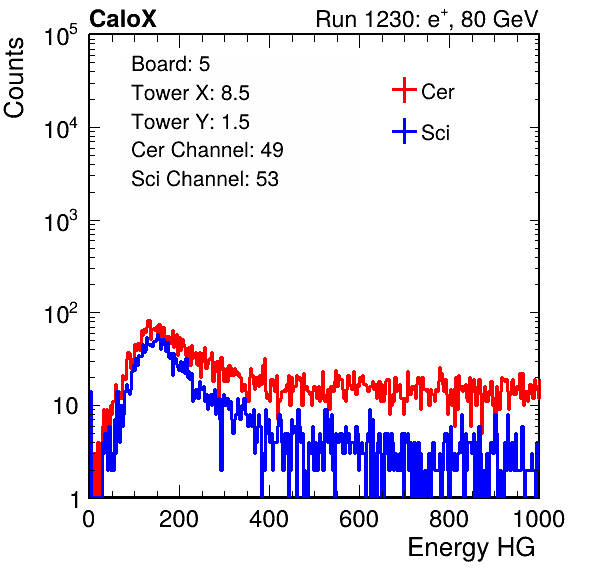 CaloX Run 1230: e⁺, 80 GeV
Board: 5
Tower X: 8.5
Tower Y: 1.5
Cer Channel: 49
Sci Channel: 53
Cer
Sci
Counts
10⁵
10⁴
10³
10²
10
1
0 200 400 600 800 1000
Energy HG